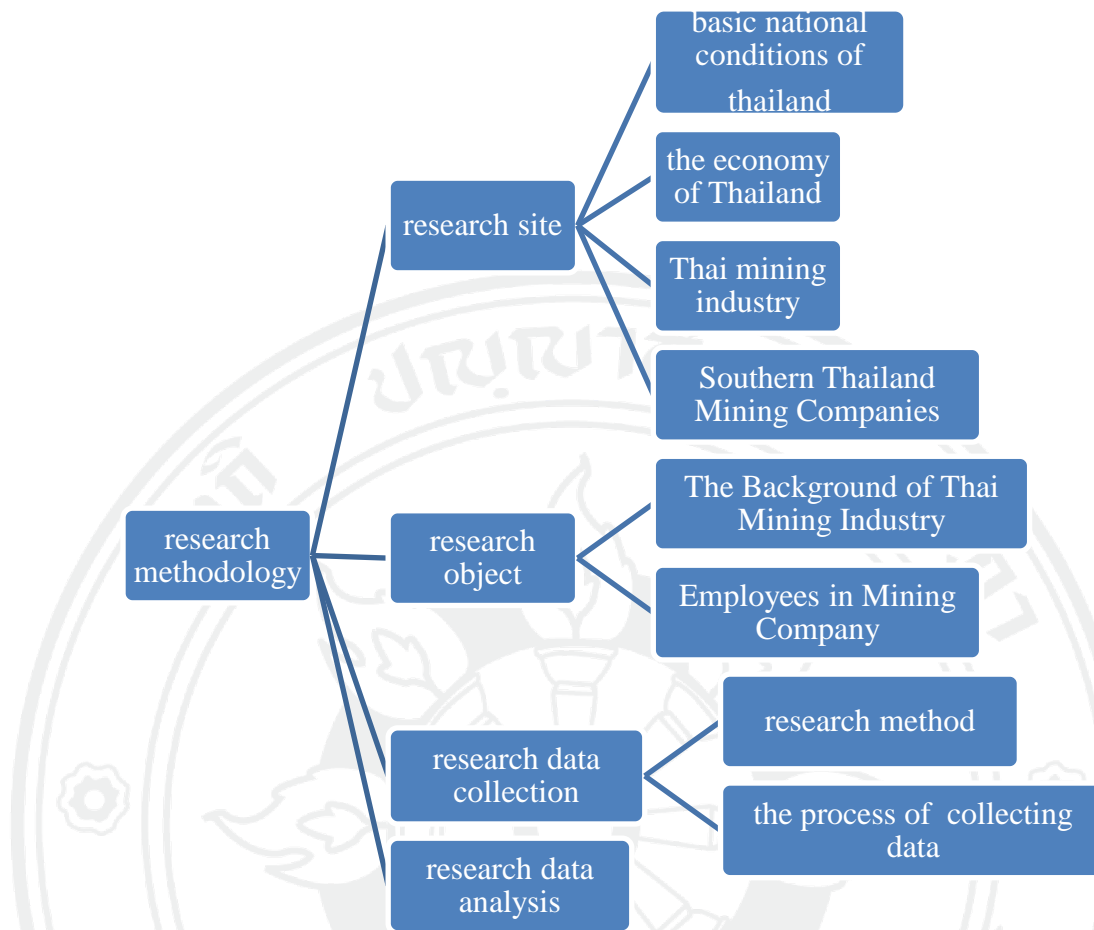 basic national
conditions of
thailand
the economy
of Thailand
research site
Thai mining
industry
Southern Thailand
Mining Companies
The Background of Thai
Mining Industry
research
methodology
research
object
Employees in Mining
Company
research method
research data
collection
the process of collecting
data
research data
analysis